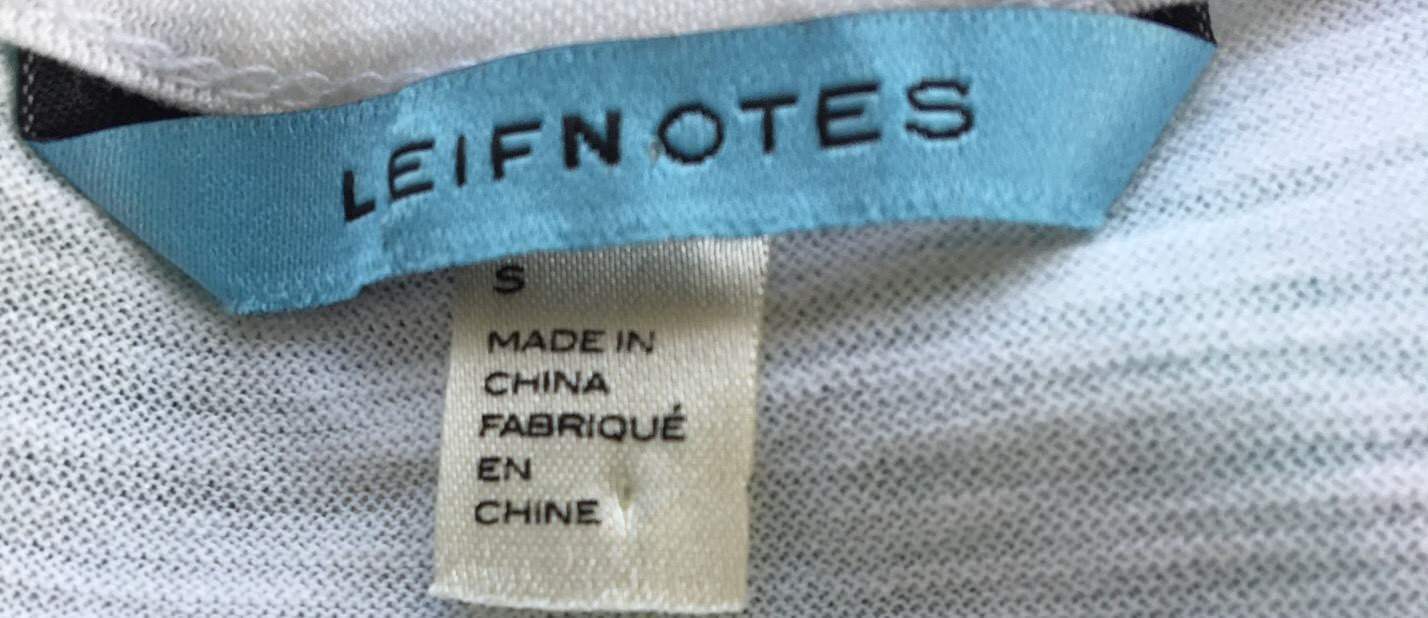 LEIFNOTES
S
MADE IN
CHINA
FABRIQUÉ
EN
CHINE